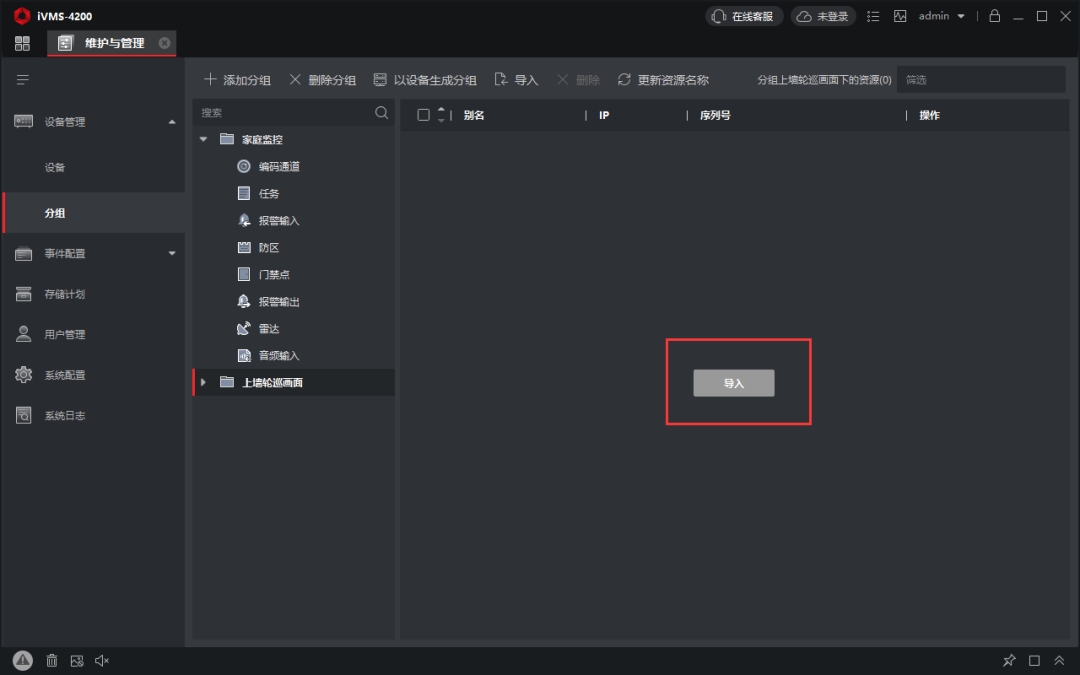 iVMS-4200
在线客服
未登录
admin
维护与管理
添加分组
删除分组
以设备生成分组
导入
删除
更新资源名称
分组上墙轮巡画面下的资源(0)
筛选
设备管理
设备
分组
事件配置
存储计划
用户管理
系统配置
系统日志
搜索
家庭监控
编码通道
任务
报警输入
防区
门禁点
报警输出
雷达
音频输入
上墙轮巡画面
别名
IP
序列号
操作
导入